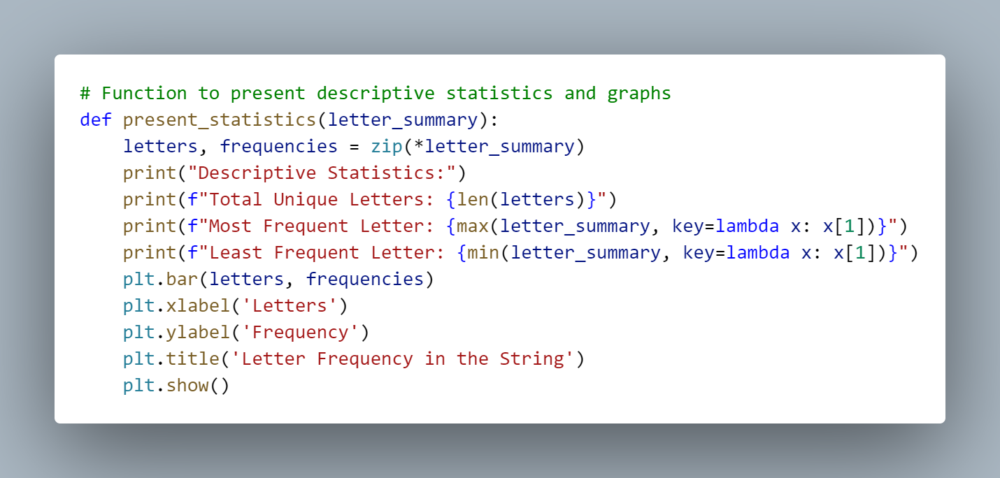 # Function to present descriptive statistics and graphs
def present_statistics(letter_summary):
    letters, frequencies = zip(*letter_summary)
    print("Descriptive Statistics:")
    print(f"Total Unique Letters: {len(letters)}")
    print(f"Most Frequent Letter: {max(letter_summary, key=lambda x: x[1])}")
    print(f"Least Frequent Letter: {min(letter_summary, key=lambda x: x[1])}")
    plt.bar(letters, frequencies)
    plt.xlabel('Letters')
    plt.ylabel('Frequency')
    plt.title('Letter Frequency in the String')
    plt.show()